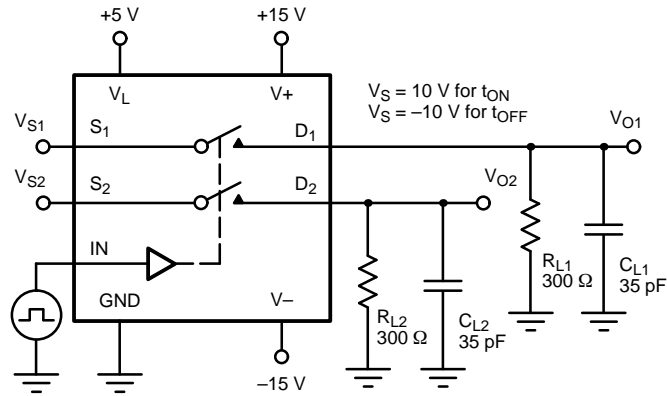 +5 V
+15 V
V_L
V+
V_S = 10 V for t_ON
V_S = –10 V for t_OFF
V_S1
S_1
D_1
V_O1
V_S2
S_2
D_2
V_O2
IN
R_L1
300 Ω
C_L1
35 pF
GND
V–
R_L2
300 Ω
C_L2
35 pF
–15 V